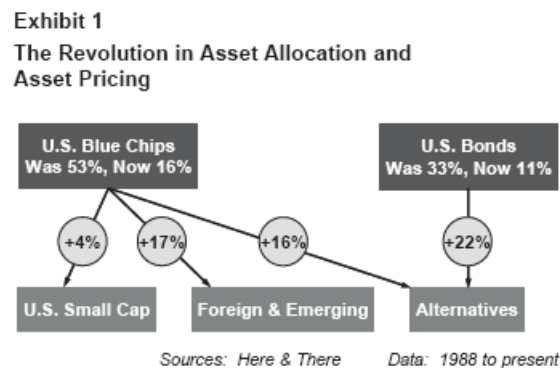 Exhibit 1
The Revolution in Asset Allocation and
Asset Pricing
U.S. Blue Chips
Was 53%, Now 16%
U.S. Bonds
Was 33%, Now 11%
+4%
+17%
+16%
+22%
U.S. Small Cap
Foreign & Emerging
Alternatives
Sources: Here & There
Data: 1988 to present